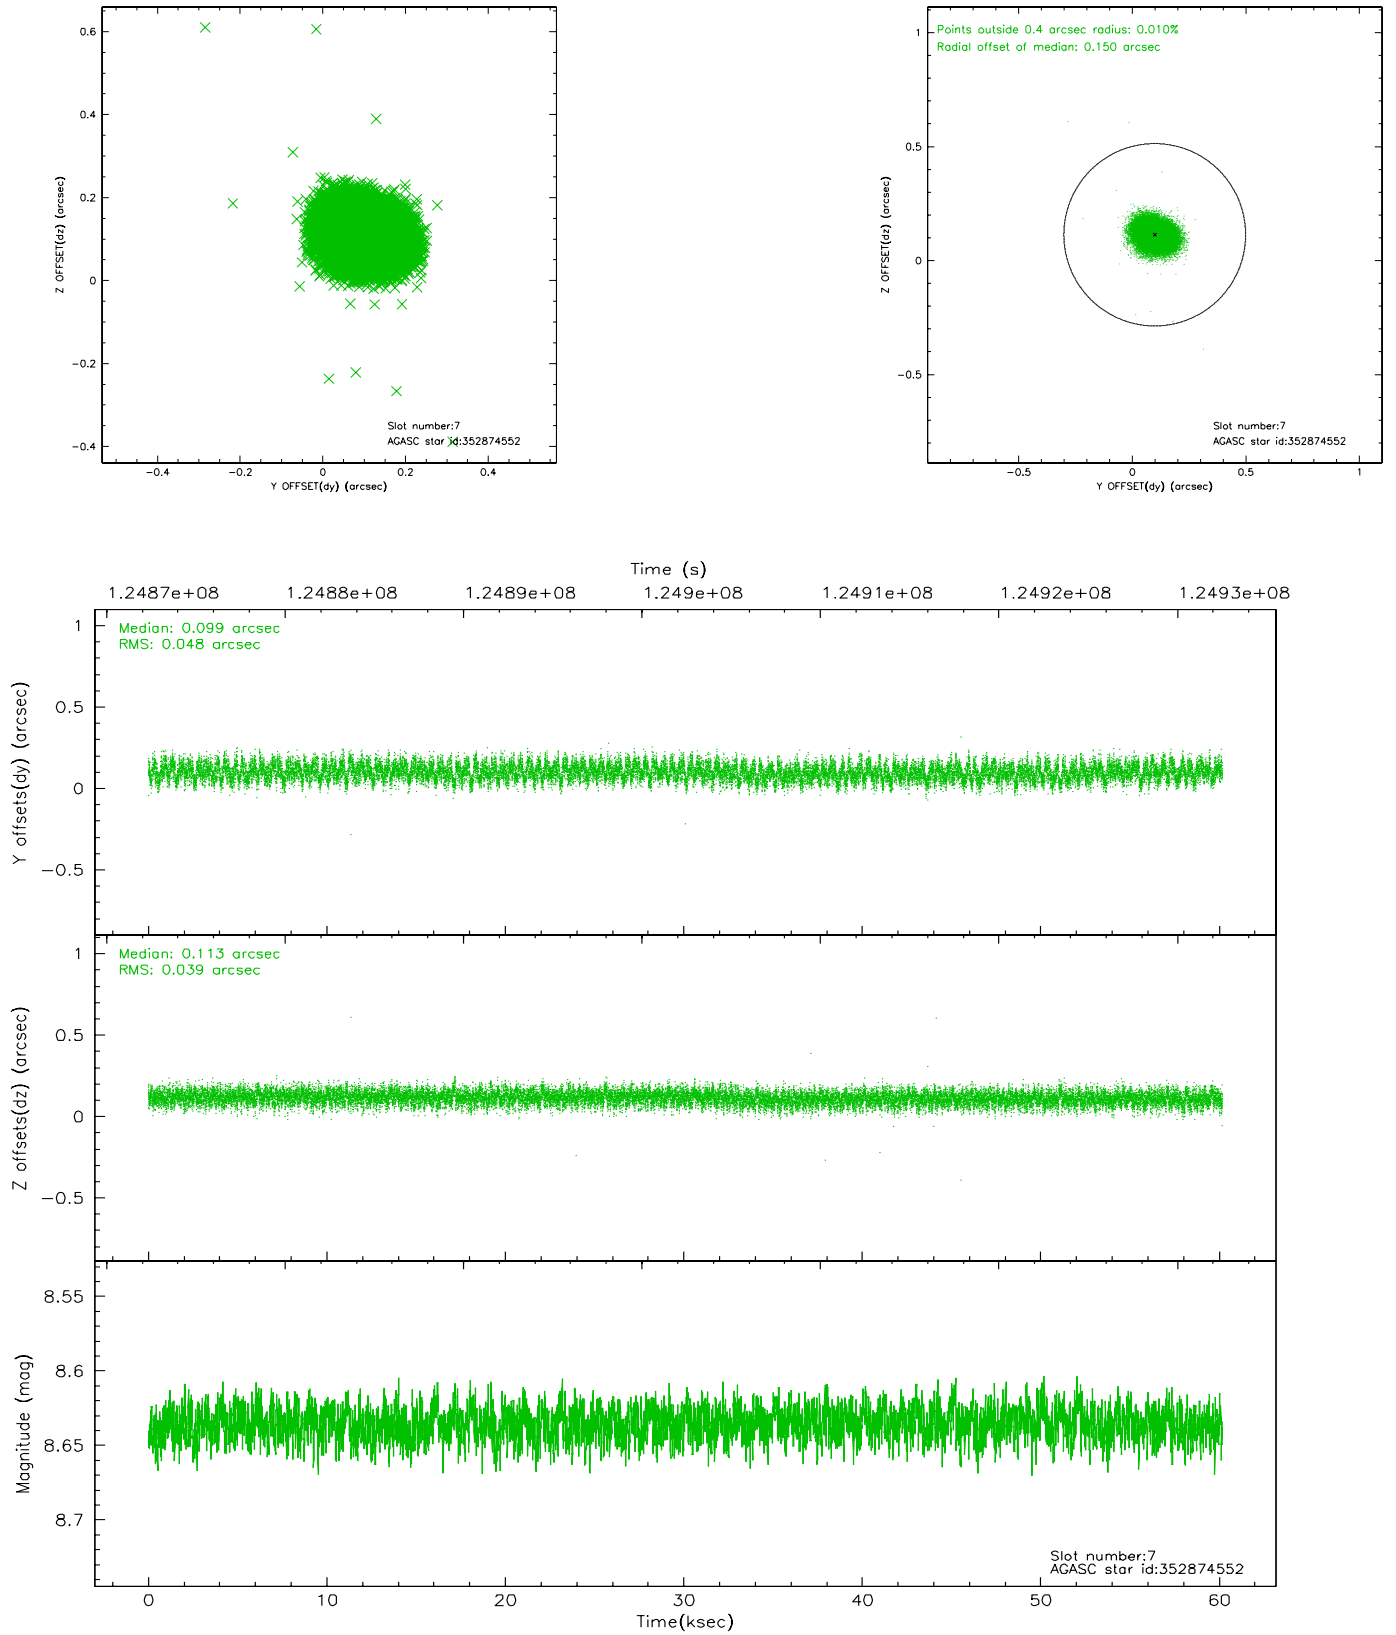 0.6
0.4
0.2
0
−0.2
−0.4
Z OFFSET(dz) (arcsec)
−0.4 −0.2 0 0.2 0.4
Y OFFSET(dy) (arcsec)
Slot number:7
AGASC star id:352874552
Points outside 0.4 arcsec radius: 0.010%
Radial offset of median: 0.150 arcsec
1
0.5
0
−0.5
Z OFFSET(dz) (arcsec)
−0.5 0 0.5 1
Y OFFSET(dy) (arcsec)
Slot number:7
AGASC star id:352874552
Time (s)
1.2487e+08 1.2488e+08 1.2489e+08 1.249e+08 1.2491e+08 1.2492e+08 1.2493e+08
Median: 0.099 arcsec
RMS: 0.048 arcsec
1
0.5
0
−0.5
Y offsets(dy) (arcsec)
Median: 0.113 arcsec
RMS: 0.039 arcsec
1
0.5
0
−0.5
Z offsets(dz) (arcsec)
8.55
8.6
8.65
8.7
Magnitude (mag)
Slot number:7
AGASC star id:352874552
0 10 20 30 40 50 60
Time(ksec)